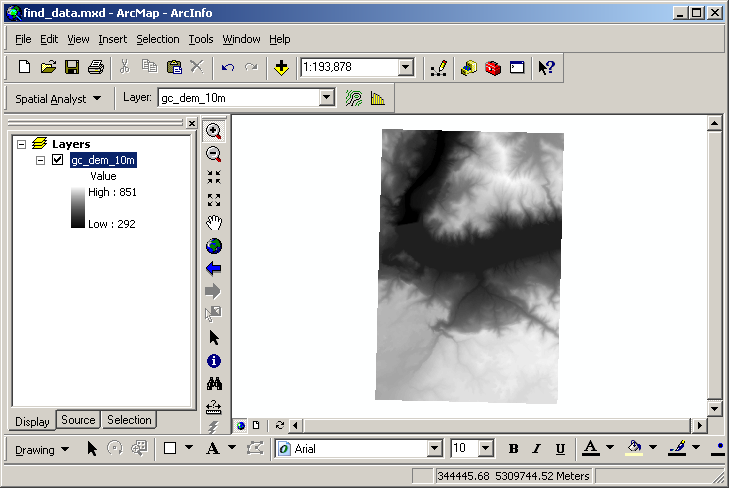 find_data.mxd - ArcMap - ArcInfo
File Edit View Insert Selection Tools Window Help
1:193,878
Spatial Analyst Layer: gc_dem_10m
Layers
gc_dem_10m
Value
High : 851
Low : 292
Display Source Selection
Drawing A Arial 10 B I U A
344445.68 5309744.52 Meters